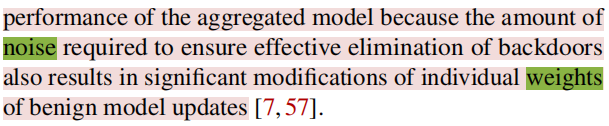 performance of the aggregated model because the amount of
noise required to ensure effective elimination of backdoors
also results in significant modifications of individual weights
of benign model updates [7,57].